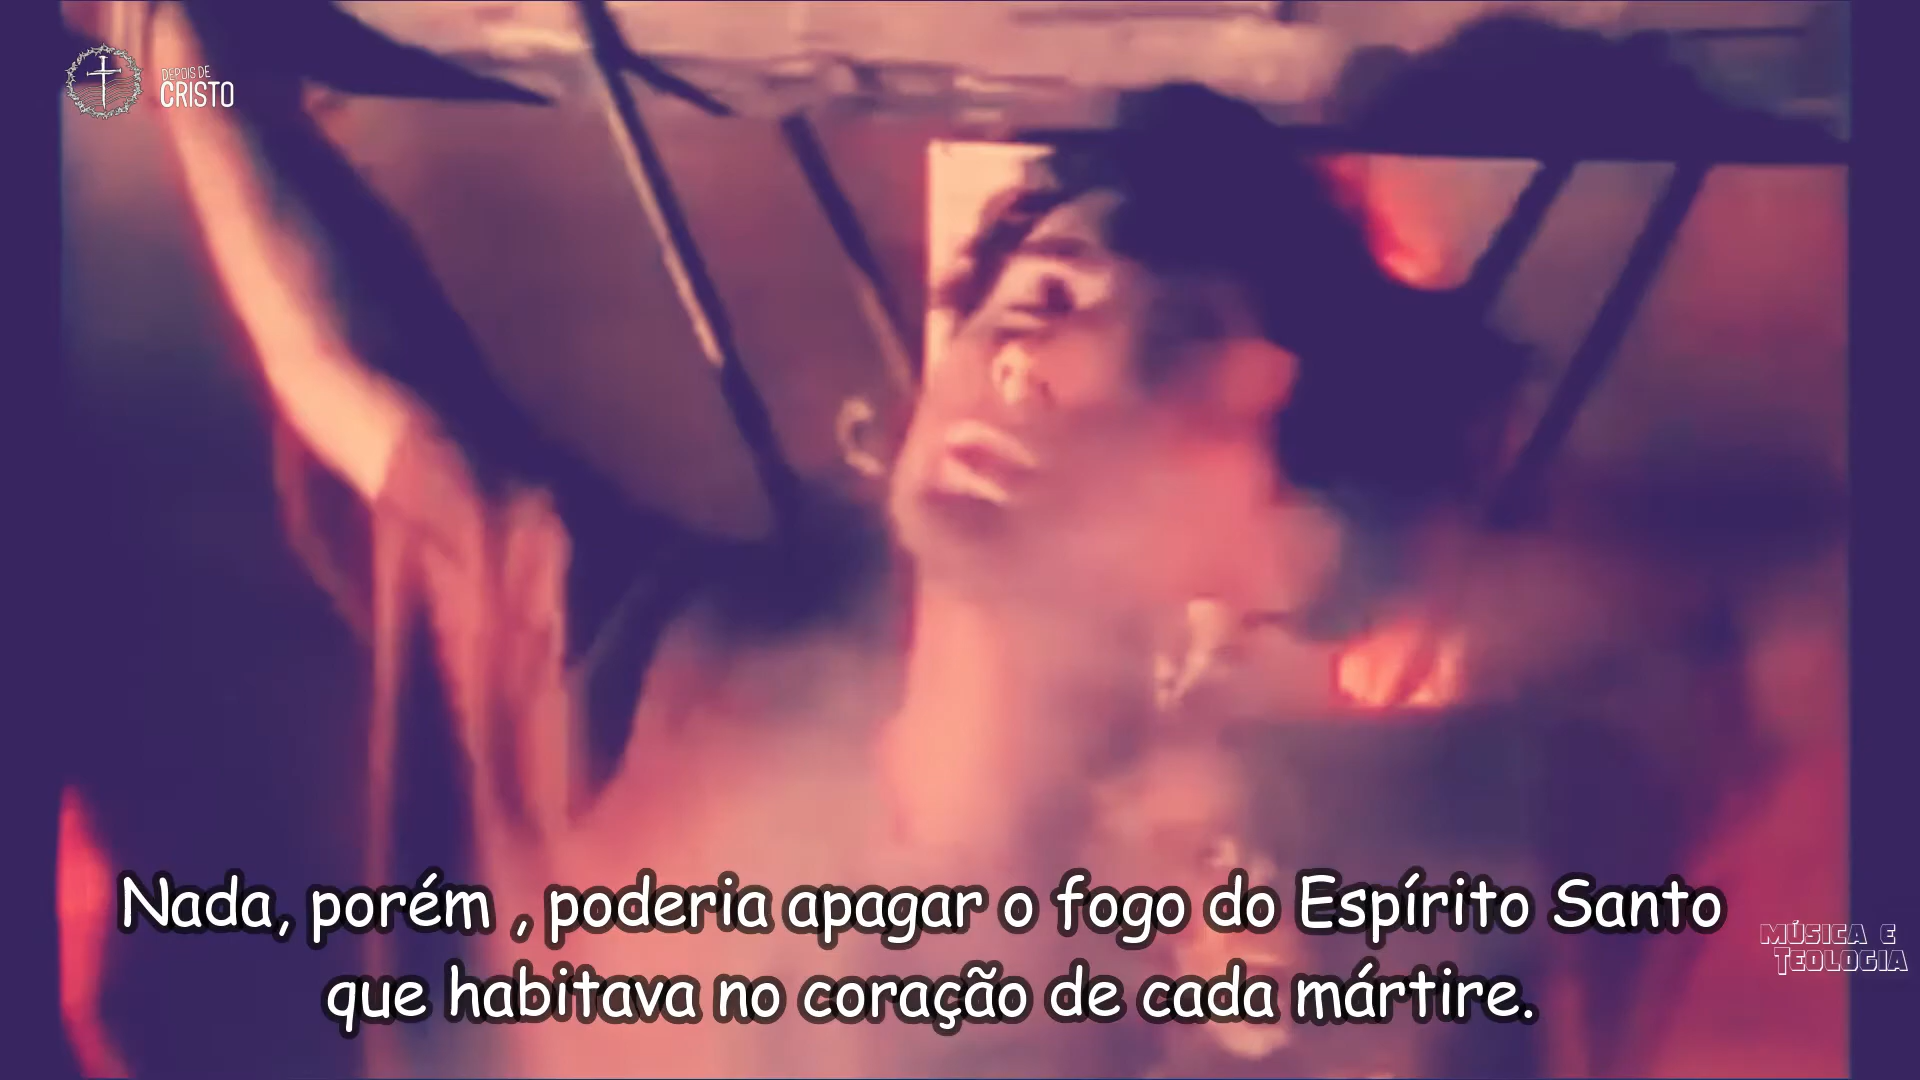 DEPOIS DE
CRISTO
Nada, porém , poderia apagar o fogo do Espírito Santo
que habitava no coração de cada mártire.
MÚSICA E
TEOLOGIA